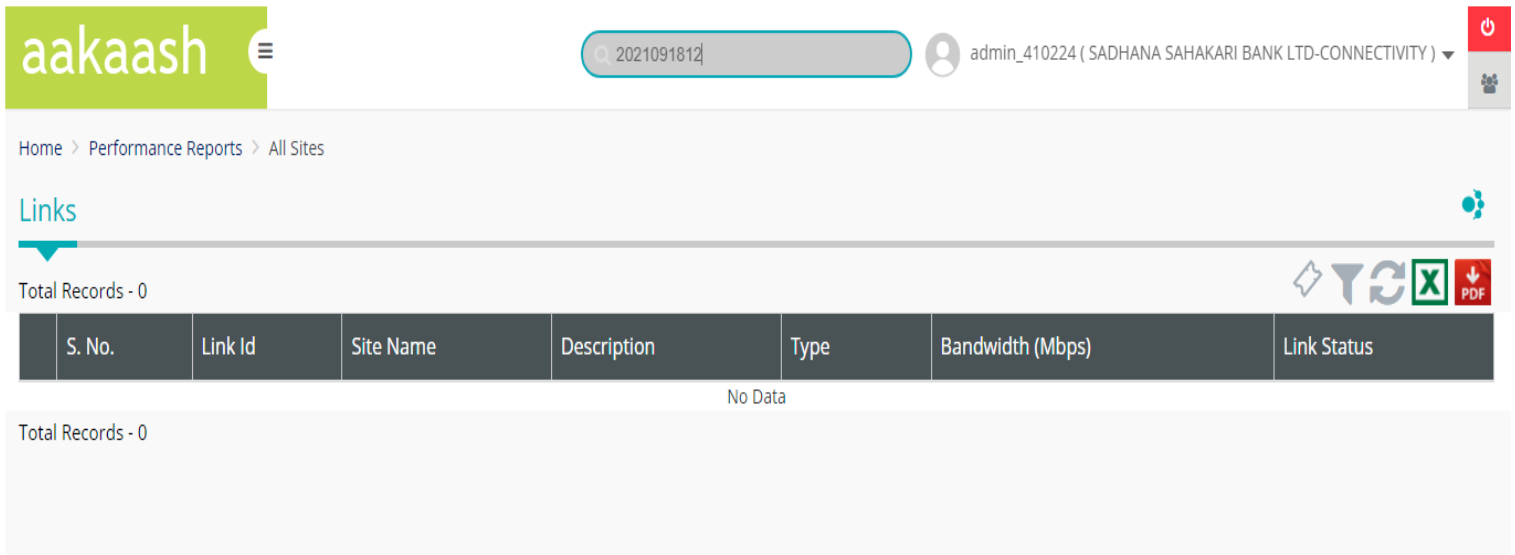 aakaash
2021091812
admin_410224 ( SADHANA SAHAKARI BANK LTD-CONNECTIVITY )
Home > Performance Reports > All Sites
Links
Total Records - 0
PDF
S. No. Link Id Site Name Description Type Bandwidth (Mbps) Link Status
No Data
Total Records - 0